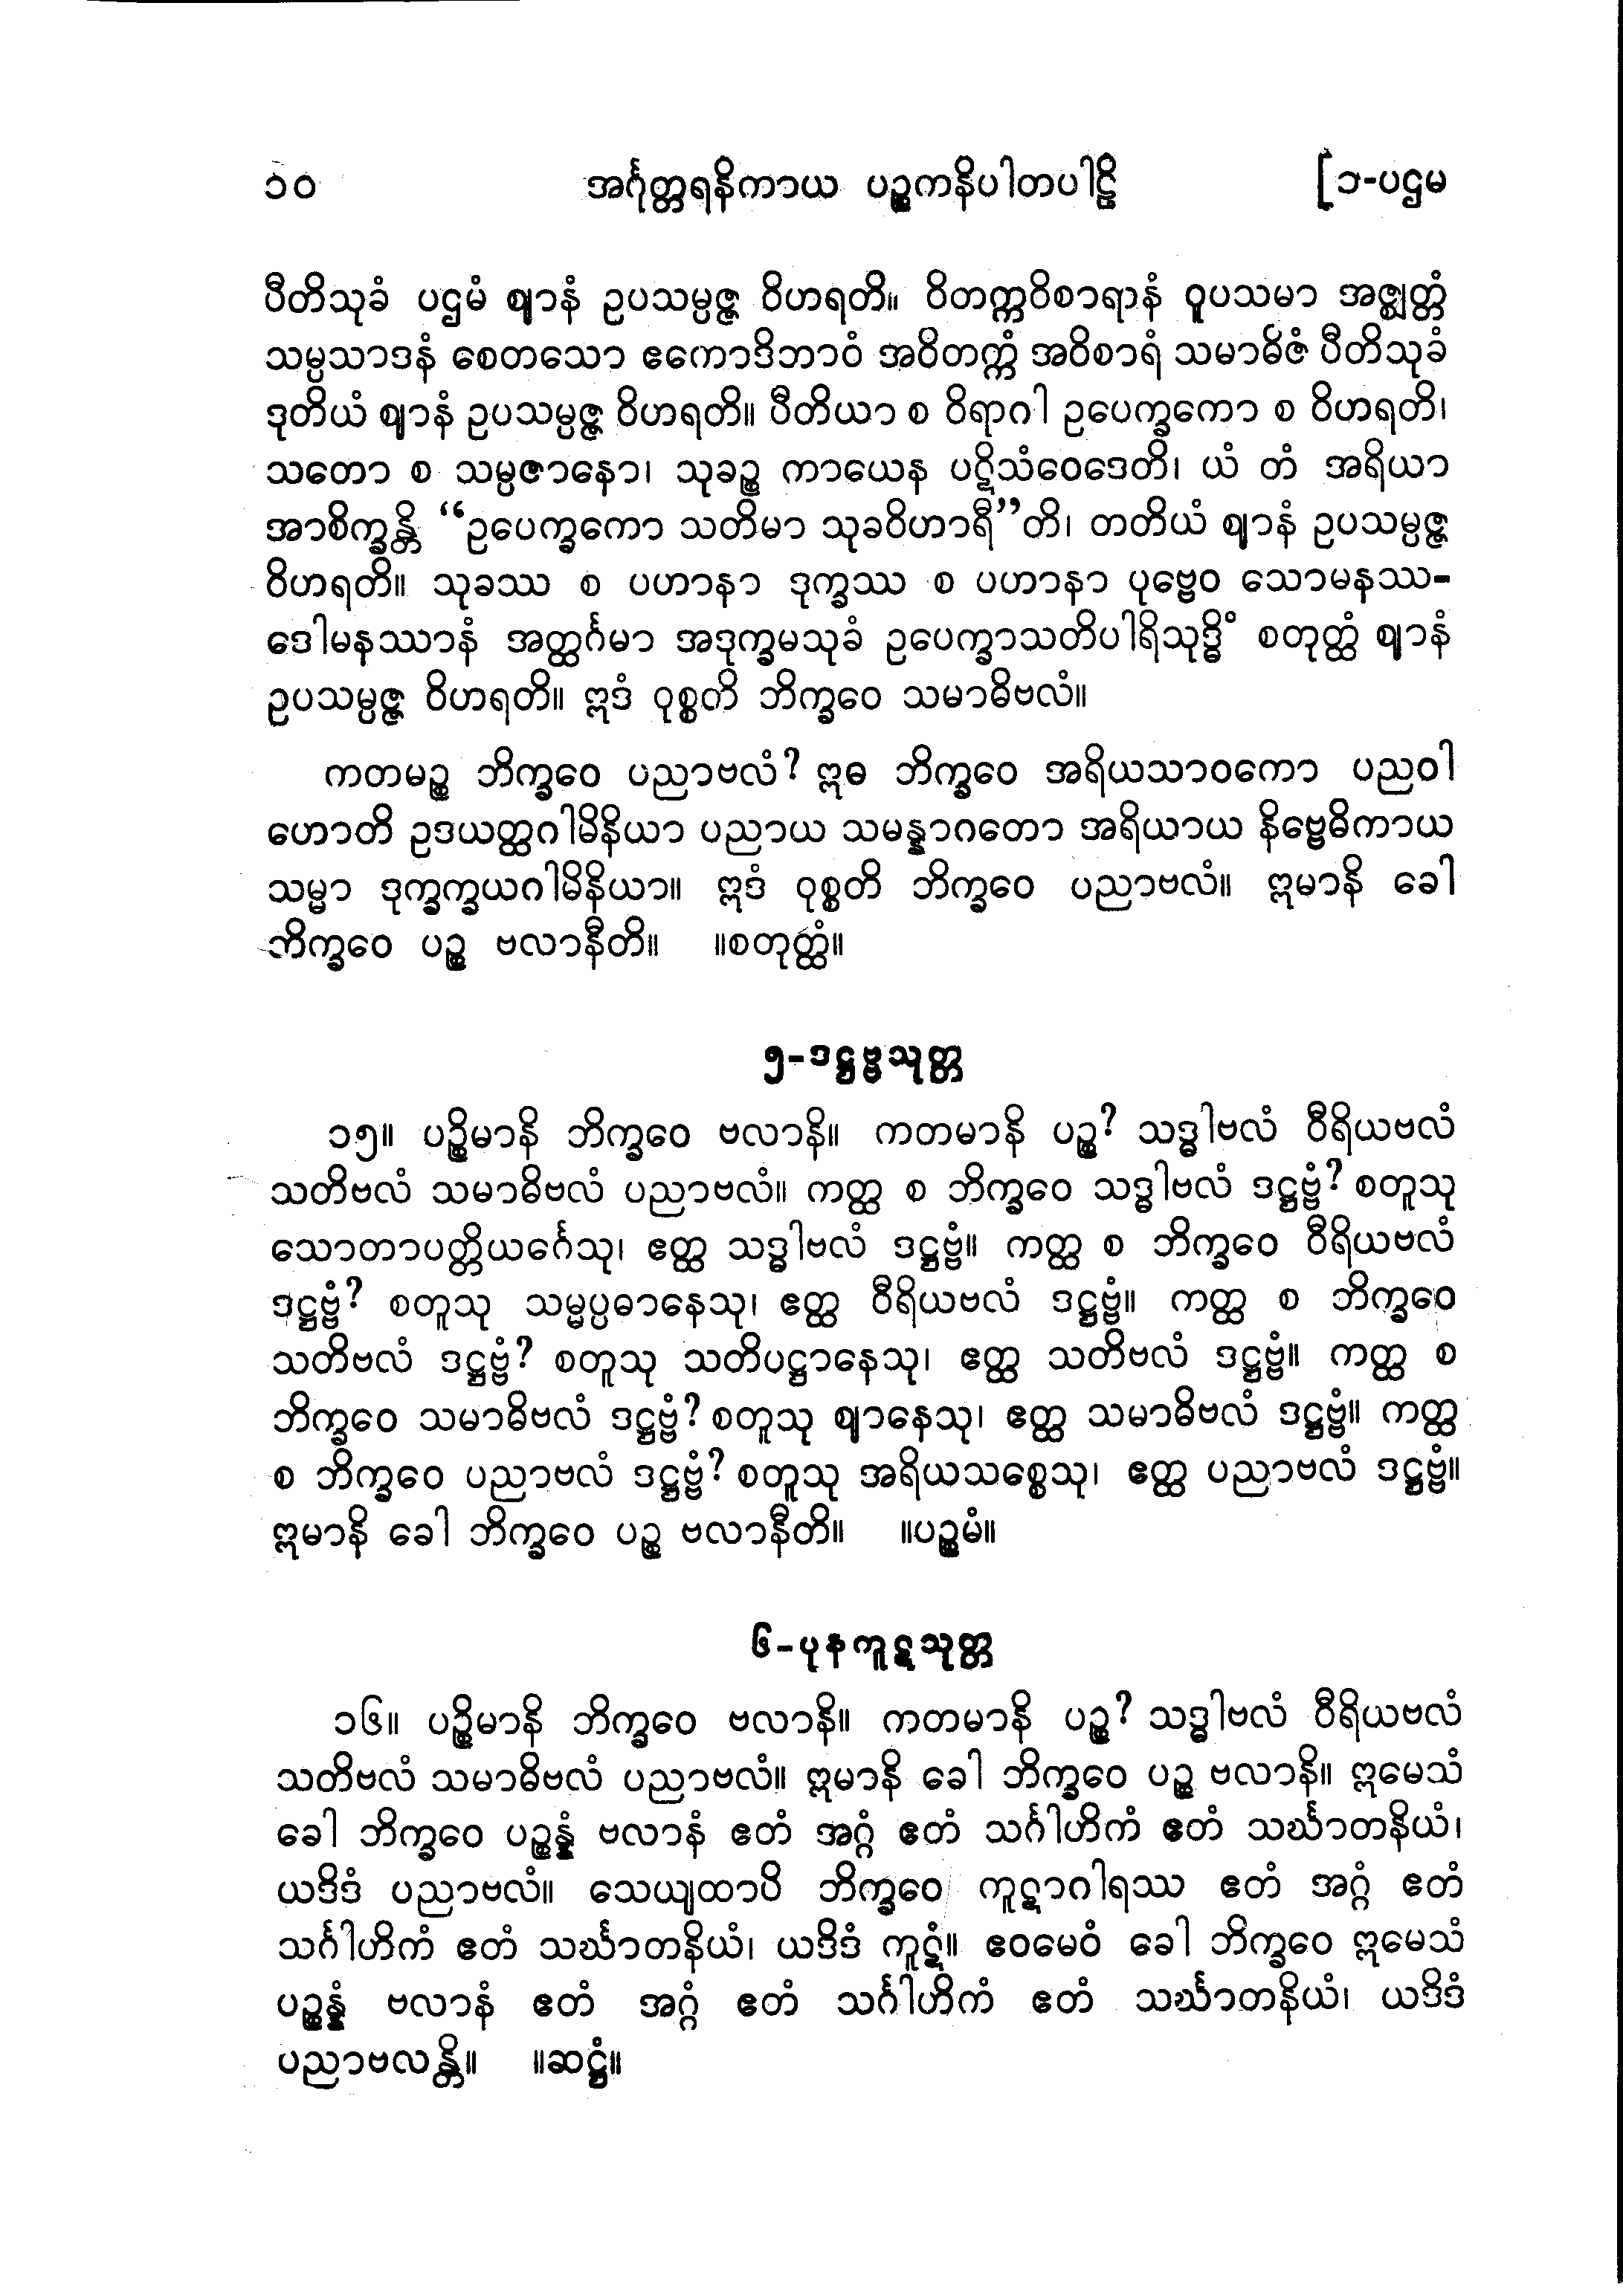 ၁၀ အင်္ဂုတ္တရနိကာယ ပဉ္စကနိပါတပါဠိ [၁-ပဌမ
ပီတိသုခံ ပဌမံ ဈာနံ ဥပသမ္ပဇ္ဇ ဝိဟရတိ။ ဝိတက္ကဝိစာရာနံ ဝူပသမာ အဇ္ဈတ္တံ
သမ္ပသာဒနံ စေတသော ဧကောဒိဘာဝံ အဝိတက္ကံ အဝိစာရံ သမာဓိဇံ ပီတိသုခံ
ဒုတိယံ ဈာနံ ဥပသမ္ပဇ္ဇ ဝိဟရတိ။ ပီတိယာ စ ဝိရာဂါ ဥပေက္ခကော စ ဝိဟရတိ၊
သတော စ သမ္ပဇာနော၊ သုခဉ္စ ကာယေန ပဋိသံဝေဒေတိ၊ ယံ တံ အရိယာ
အာစိက္ခန္တိ “ဥပေက္ခကော သတိမာ သုခဝိဟာရီ”တိ၊ တတိယံ ဈာနံ ဥပသမ္ပဇ္ဇ
ဝိဟရတိ။ သုခဿ စ ပဟာနာ ဒုက္ခဿ စ ပဟာနာ ပုဗ္ဗေဝ သောမနဿ-
ဒေါမနဿာနံ အတ္ထင်္ဂမာ အဒုက္ခမသုခံ ဥပေက္ခာသတိပါရိသုဒ္ဓိံ စတုတ္ထံ ဈာနံ
ဥပသမ္ပဇ္ဇ ဝိဟရတိ။ ဣဒံ ဝုစ္စတိ ဘိက္ခဝေ သမာဓိဗလံ။
ကတမဉ္စ ဘိက္ခဝေ ပညာဗလံ? ဣဓ ဘိက္ခဝေ အရိယသာဝကော ပညဝါ
ဟောတိ ဥဒယတ္ထဂါမိနိယာ ပညာယ သမန္နာဂတော အရိယာယ နိဗ္ဗေဓိကာယ
သမ္မာ ဒုက္ခက္ခယဂါမိနိယာ။ ဣဒံ ဝုစ္စတိ ဘိက္ခဝေ ပညာဗလံ။ ဣမာနိ ခေါ
ဘိက္ခဝေ ပဉ္စ ဗလာနီတိ။ ။စတုတ္ထံ။
၅-ဒဋ္ဌဗ္ဗသုတ္တ
၁၅။ ပဉ္စိမာနိ ဘိက္ခဝေ ဗလာနိ။ ကတမာနိ ပဉ္စ? သဒ္ဓါဗလံ ဝီရိယဗလံ
သတိဗလံ သမာဓိဗလံ ပညာဗလံ။ ကတ္ထ စ ဘိက္ခဝေ သဒ္ဓါဗလံ ဒဋ္ဌဗ္ဗံ? စတူသု
သောတာပတ္တိယင်္ဂေသု၊ ဧတ္ထ သဒ္ဓါဗလံ ဒဋ္ဌဗ္ဗံ။ ကတ္ထ စ ဘိက္ခဝေ ဝီရိယဗလံ
ဒဋ္ဌဗ္ဗံ? စတူသု သမ္မပ္ပဓာနေသု၊ ဧတ္ထ ဝီရိယဗလံ ဒဋ္ဌဗ္ဗံ။ ကတ္ထ စ ဘိက္ခဝေ
သတိဗလံ ဒဋ္ဌဗ္ဗံ? စတူသု သတိပဋ္ဌာနေသု၊ ဧတ္ထ သတိဗလံ ဒဋ္ဌဗ္ဗံ။ ကတ္ထ စ
ဘိက္ခဝေ သမာဓိဗလံ ဒဋ္ဌဗ္ဗံ? စတူသု ဈာနေသု၊ ဧတ္ထ သမာဓိဗလံ ဒဋ္ဌဗ္ဗံ။ ကတ္ထ
စ ဘိက္ခဝေ ပညာဗလံ ဒဋ္ဌဗ္ဗံ? စတူသု အရိယသစ္စေသု၊ ဧတ္ထ ပညာဗလံ ဒဋ္ဌဗ္ဗံ။
ဣမာနိ ခေါ ဘိက္ခဝေ ပဉ္စ ဗလာနီတိ။ ။ပဉ္စမံ။
၆-ပုနကူဋသုတ္တ
၁၆။ ပဉ္စိမာနိ ဘိက္ခဝေ ဗလာနိ။ ကတမာနိ ပဉ္စ? သဒ္ဓါဗလံ ဝီရိယဗလံ
သတိဗလံ သမာဓိဗလံ ပညာဗလံ။ ဣမာနိ ခေါ ဘိက္ခဝေ ပဉ္စ ဗလာနိ။ ဣမေသံ
ခေါ ဘိက္ခဝေ ပဉ္စန္နံ ဗလာနံ ဧတံ အဂ္ဂံ ဧတံ သင်္ဂါဟိကံ ဧတံ သင်္ဃာတနိယံ၊
ယဒိဒံ ပညာဗလံ။ သေယျထာပိ ဘိက္ခဝေ ကူဋာဂါရဿ ဧတံ အဂ္ဂံ ဧတံ
သင်္ဂါဟိကံ ဧတံ သင်္ဃာတနိယံ၊ ယဒိဒံ ကူဋံ။ ဧဝမေဝံ ခေါ ဘိက္ခဝေ ဣမေသံ
ပဉ္စန္နံ ဗလာနံ ဧတံ အဂ္ဂံ ဧတံ သင်္ဂါဟိကံ ဧတံ သင်္ဃာတနိယံ၊ ယဒိဒံ
ပညာဗလန္တိ။ ။ဆဋ္ဌံ။